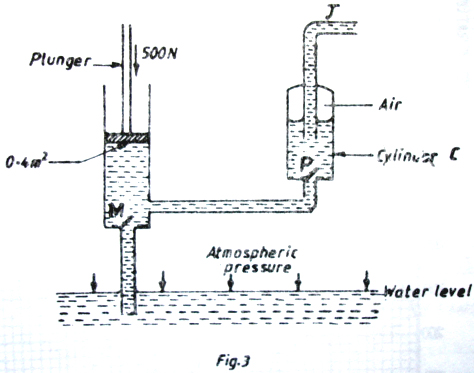 J
Plunger
500N
Air
0.4m²
P
Cylinder C
M
Atmospheric
pressure
Water level
Fig.3